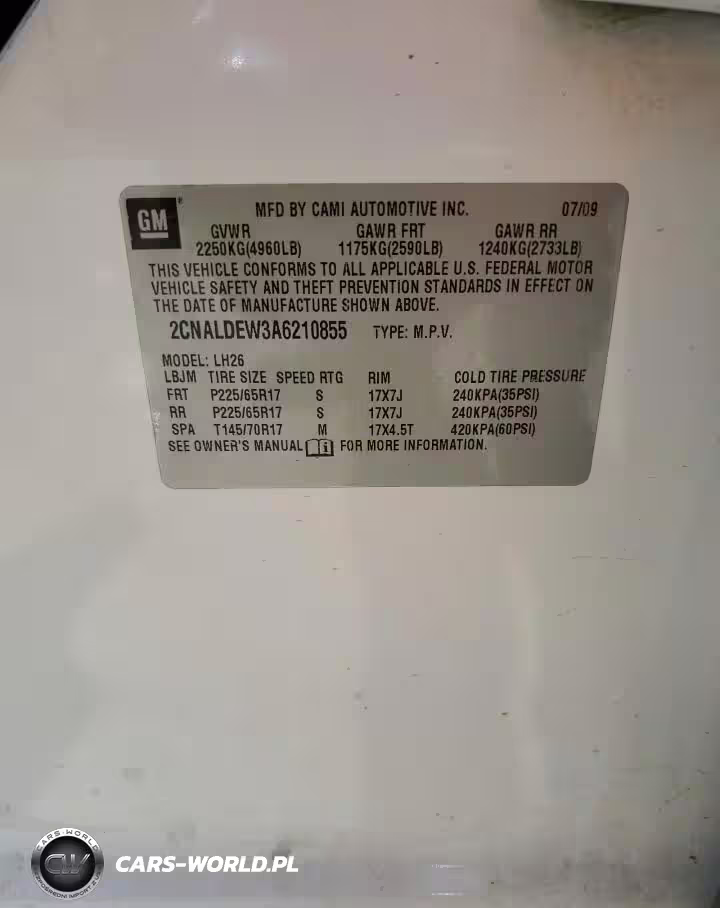 GM
MFD BY CAMI AUTOMOTIVE INC. 07/09
GVWR GAWR FRT GAWR RR
2250KG(4960LB) 1175KG(2590LB) 1240KG(2733LB)
THIS VEHICLE CONFORMS TO ALL APPLICABLE U.S. FEDERAL MOTOR
VEHICLE SAFETY AND THEFT PREVENTION STANDARDS IN EFFECT ON
THE DATE OF MANUFACTURE SHOWN ABOVE.
2CNALDEW3A6210855 TYPE: M.P.V.
MODEL: LH26
LBJM TIRE SIZE SPEED RTG RIM COLD TIRE PRESSURE
FRT P225/65R17 S 17X7J 240KPA(35PSI)
RR P225/65R17 S 17X7J 240KPA(35PSI)
SPA T145/70R17 M 17X4.5T 420KPA(60PSI)
SEE OWNER'S MANUAL FOR MORE INFORMATION.
CARS-WORLD
CW
CARS-WORLD.PL